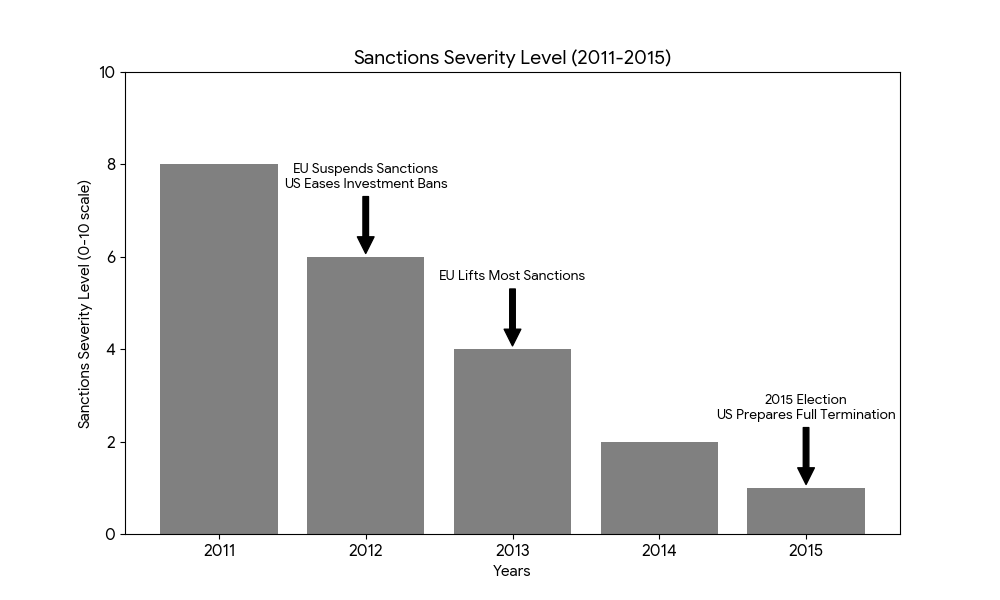 Sanctions Severity Level (2011-2015)
10
8
6
4
2
0
Sanctions Severity Level (0-10 scale)
EU Suspends Sanctions
US Eases Investment Bans
EU Lifts Most Sanctions
2015 Election
US Prepares Full Termination
2011 2012 2013 2014 2015
Years